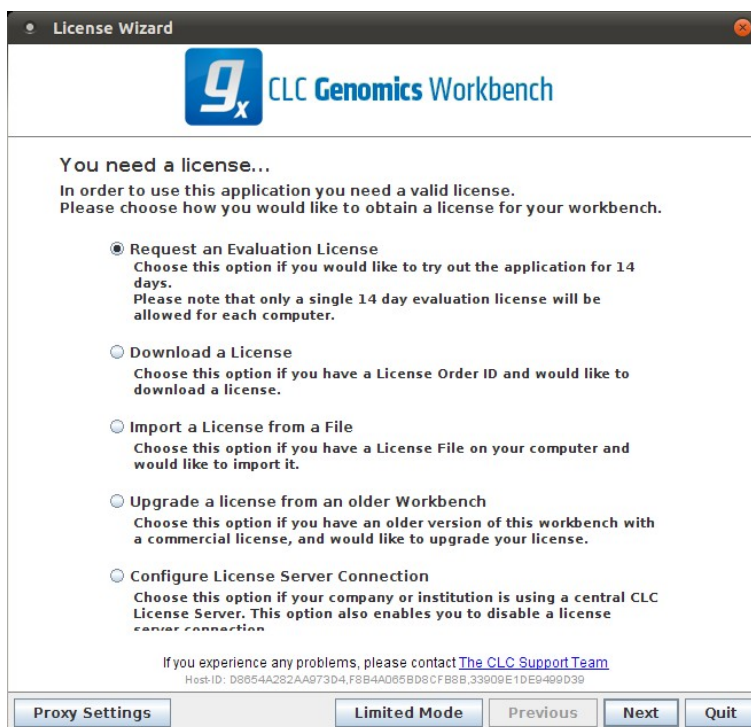 License Wizard
gx CLC Genomics Workbench
You need a license...
In order to use this application you need a valid license.
Please choose how you would like to obtain a license for your workbench.
Request an Evaluation License
Choose this option if you would like to try out the application for 14
days.
Please note that only a single 14 day evaluation license will be
allowed for each computer.
Download a License
Choose this option if you have a License Order ID and would like to
download a license.
Import a License from a File
Choose this option if you have a License File on your computer and
would like to import it.
Upgrade a license from an older Workbench
Choose this option if you have an older version of this workbench with
a commercial license, and would like to upgrade your license.
Configure License Server Connection
Choose this option if your company or institution is using a central CLC
License Server. This option also enables you to disable a license
server connection
If you experience any problems, please contact The CLC Support Team
Host-ID: D8654A282AA973D4,F8B4A065BD8CFB8B,33909E1DE9499D39
Proxy Settings Limited Mode Previous Next Quit